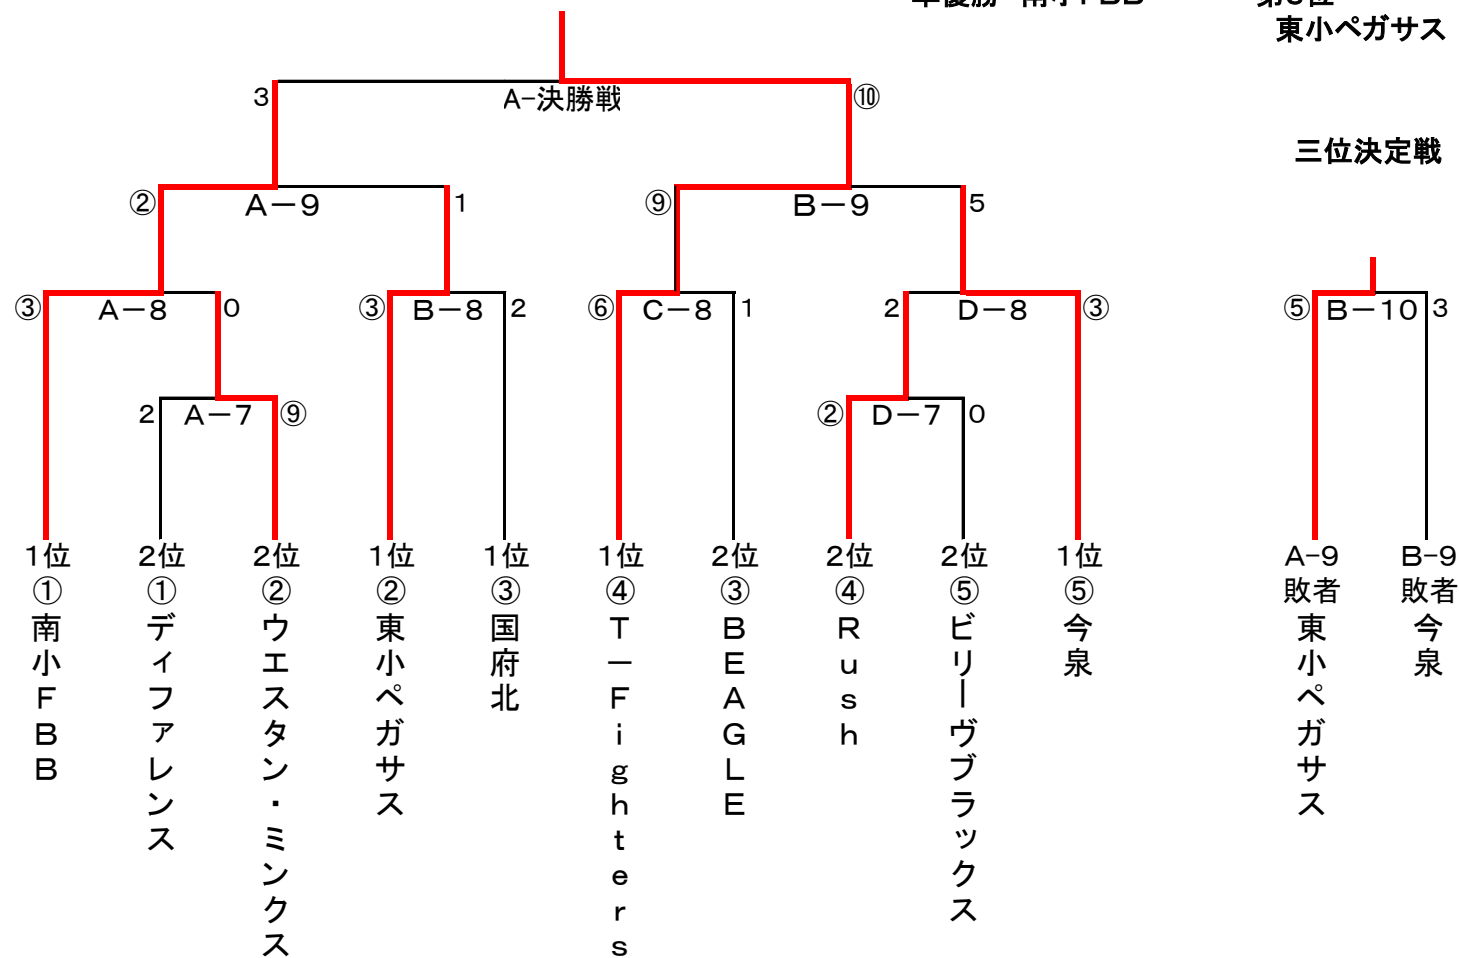 東小ペガサス
3
A-決勝戦
⑩
三位決定戦
②
A－9
1
⑨
B－9
5
③
A－8
0
③
B－8
2
⑥
C－8
1
2
D－8
③
⑤
B－10
3
2
A－7
⑨
②
D－7
0
1位
①
南小FBB
2位
①
ディファレンス
2位
②
ウエスタン・ミンクス
1位
②
東小ペガサス
1位
③
国府北
1位
④
T－Fighters
2位
③
BEAGLE
2位
④
Rush
2位
⑤
ビリーヴブラックス
1位
⑤
今泉
A-9
敗者
東小ペガサス
B-9
敗者
今泉